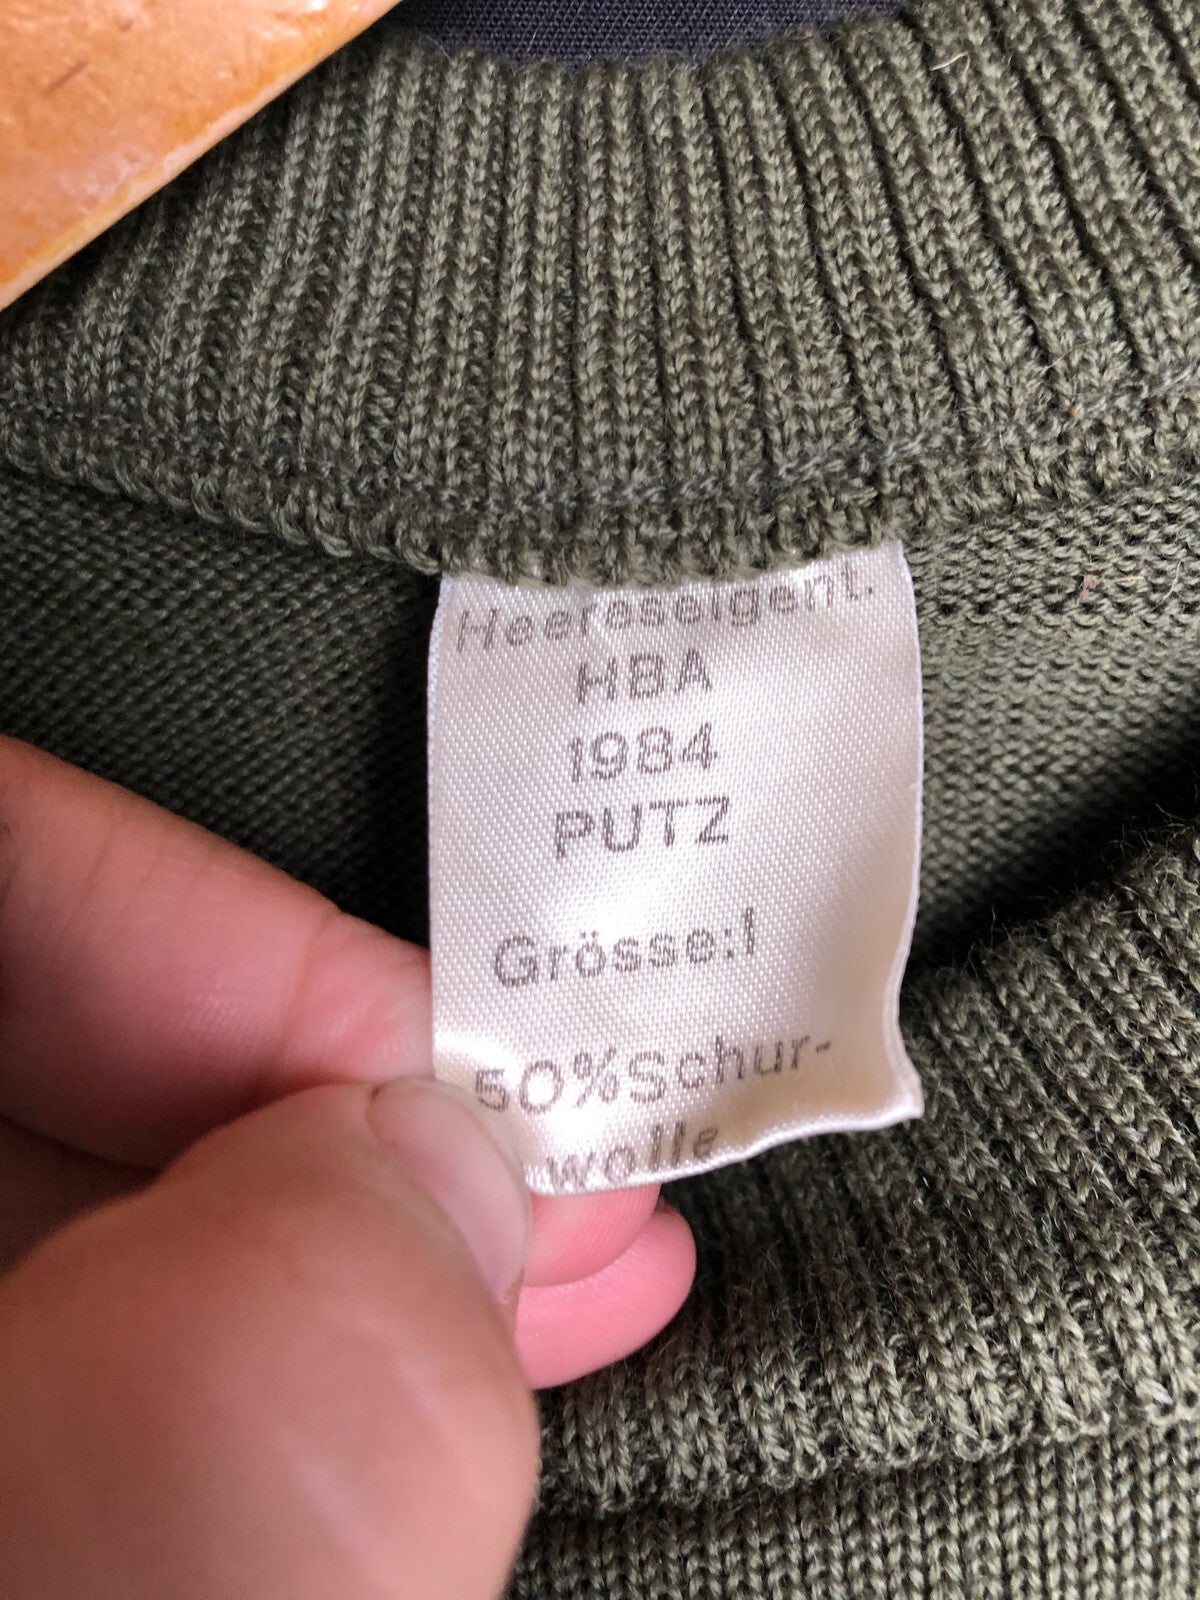 Heereseigent.
HBA
1984
PUTZ
Grösse:I
50%Schur-
wolle